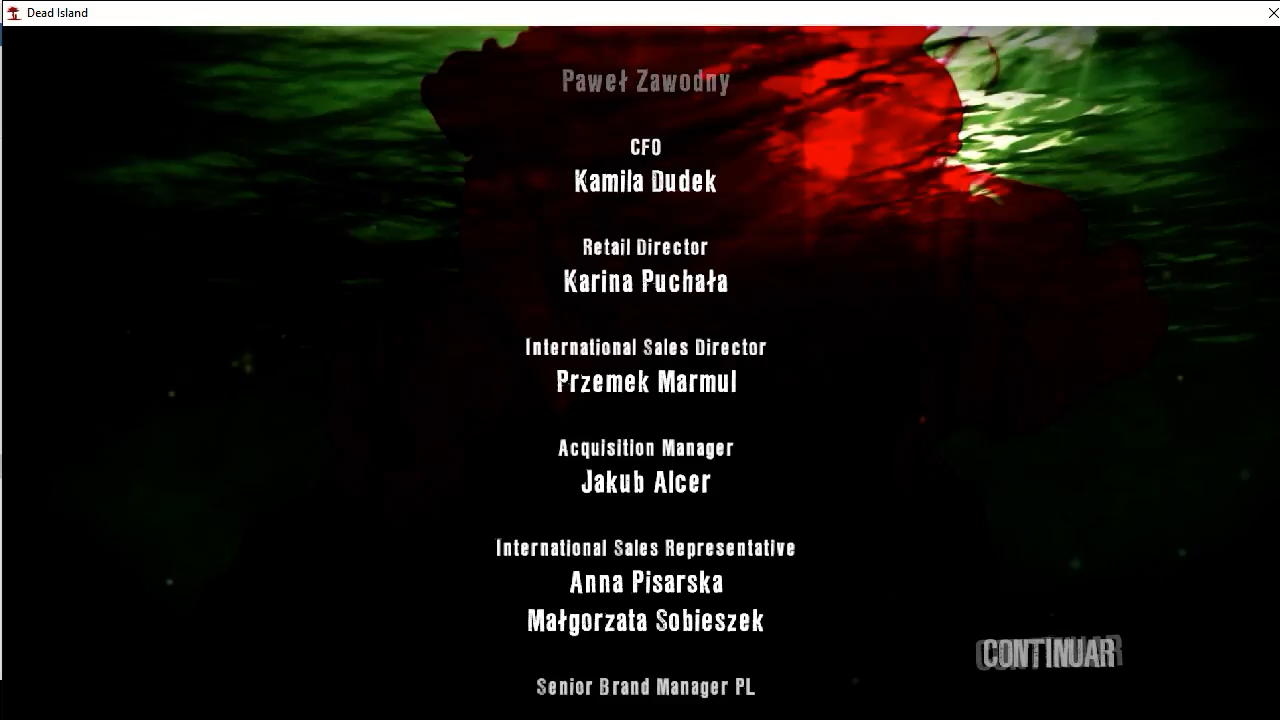 Dead Island
Paweł Zawodny
CFO
Kamila Dudek
Retail Director
Karina Puchała
International Sales Director
Przemek Marmul
Acquisition Manager
Jakub Alcer
International Sales Representative
Anna Pisarska
Małgorzata Sobieszek
CONTINUAR
Senior Brand Manager PL